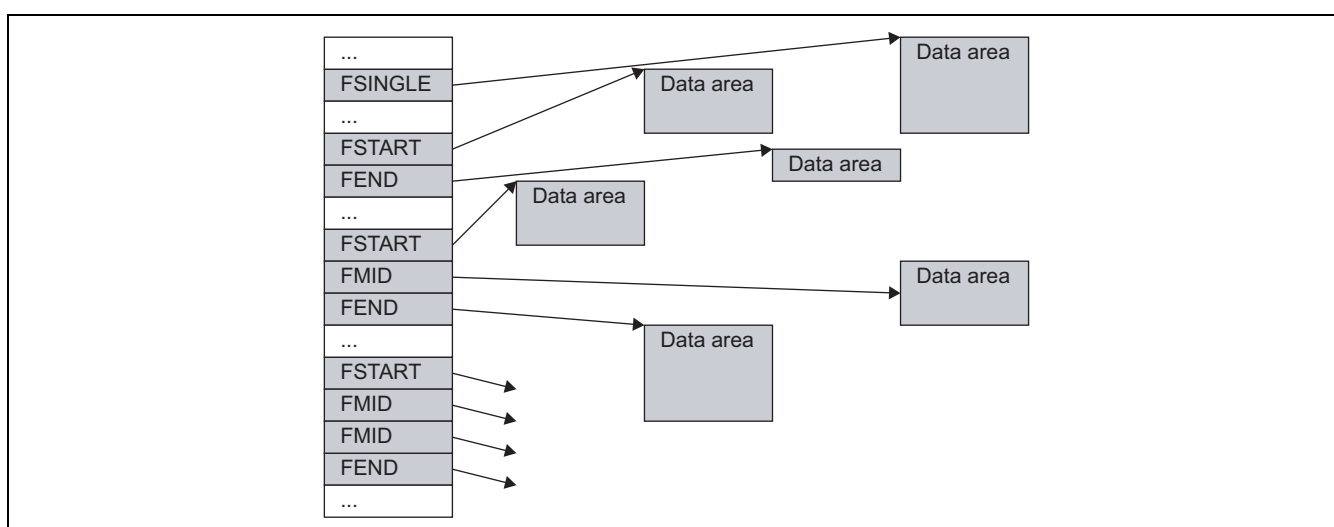 ...
FSINGLE
...
FSTART
FEND
...
FSTART
FMID
FEND
...
FSTART
FMID
FMID
FEND
...
Data area
Data area
Data area
Data area
Data area
Data area